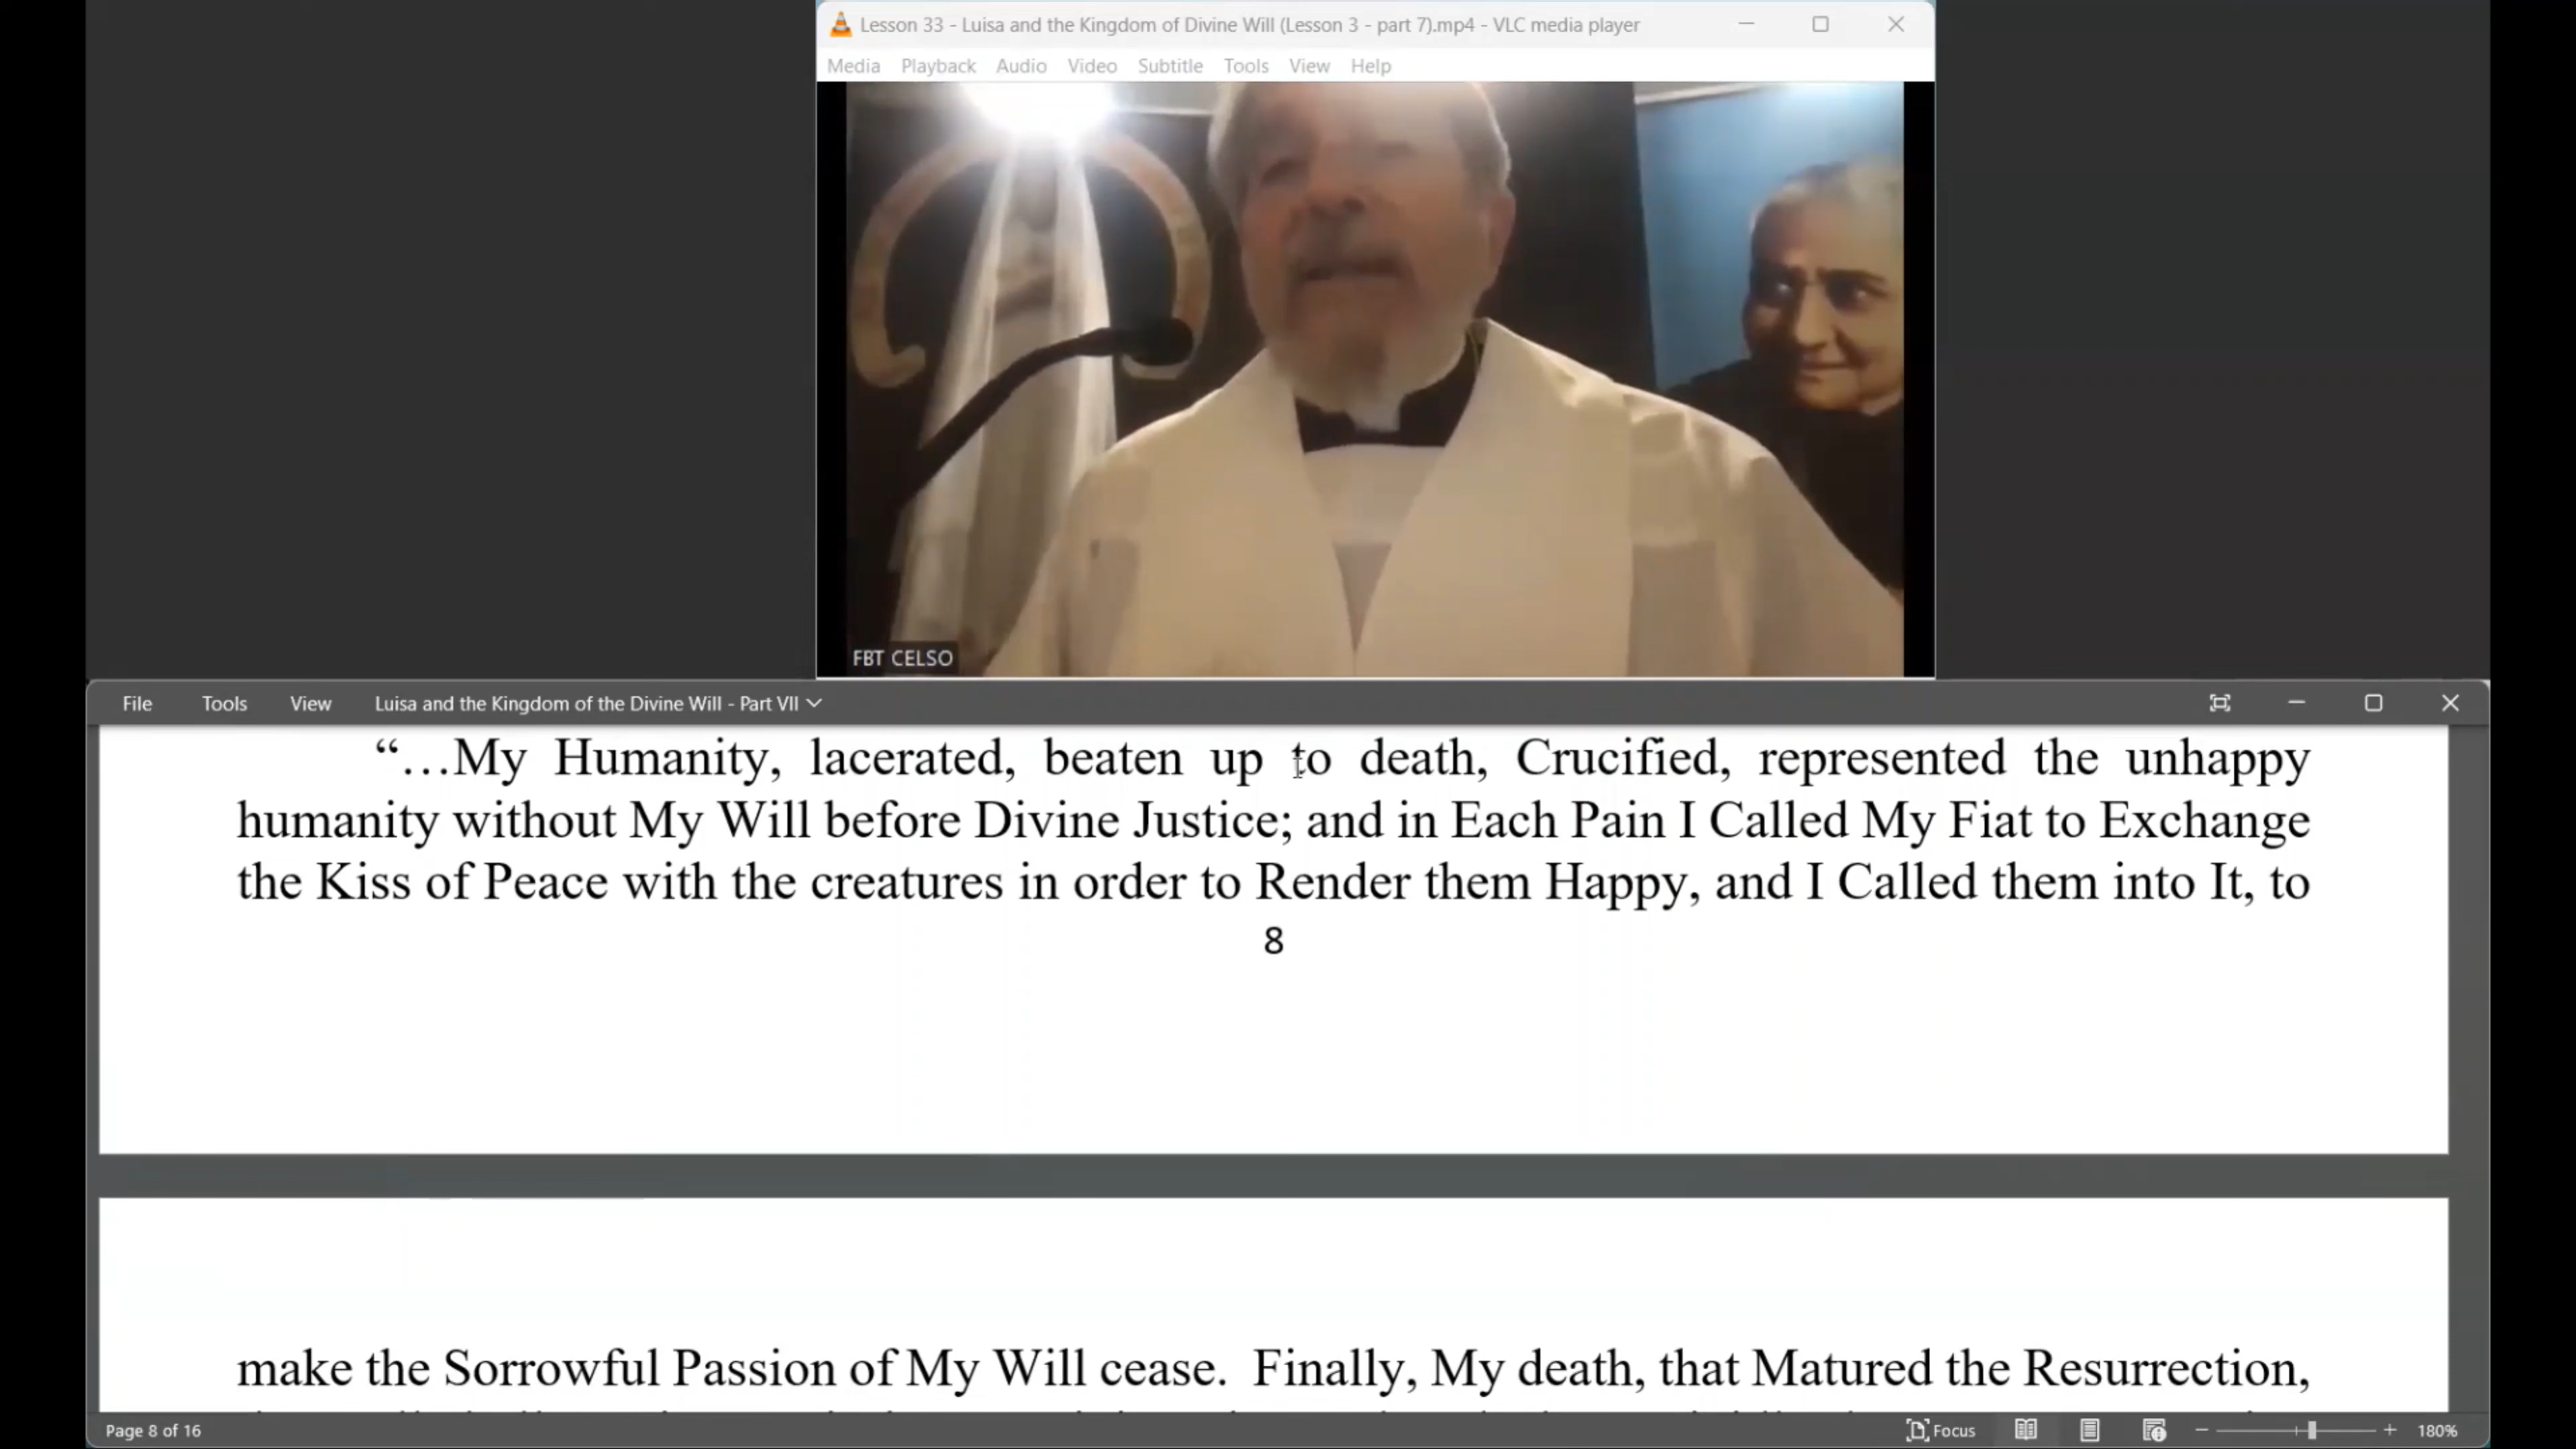 Lesson 33 - Luisa and the Kingdom of Divine Will (Lesson 3 - part 7).mp4 - VLC media player
Media Playback Audio Video Subtitle Tools View Help
FBT CELSO
File Tools View Luisa and the Kingdom of the Divine Will - Part VII
“…My Humanity, lacerated, beaten up to death, Crucified, represented the unhappy
humanity without My Will before Divine Justice; and in Each Pain I Called My Fiat to Exchange
the Kiss of Peace with the creatures in order to Render them Happy, and I Called them into It, to
8
make the Sorrowful Passion of My Will cease. Finally, My death, that Matured the Resurrection,
Page 8 of 16 Focus 180%